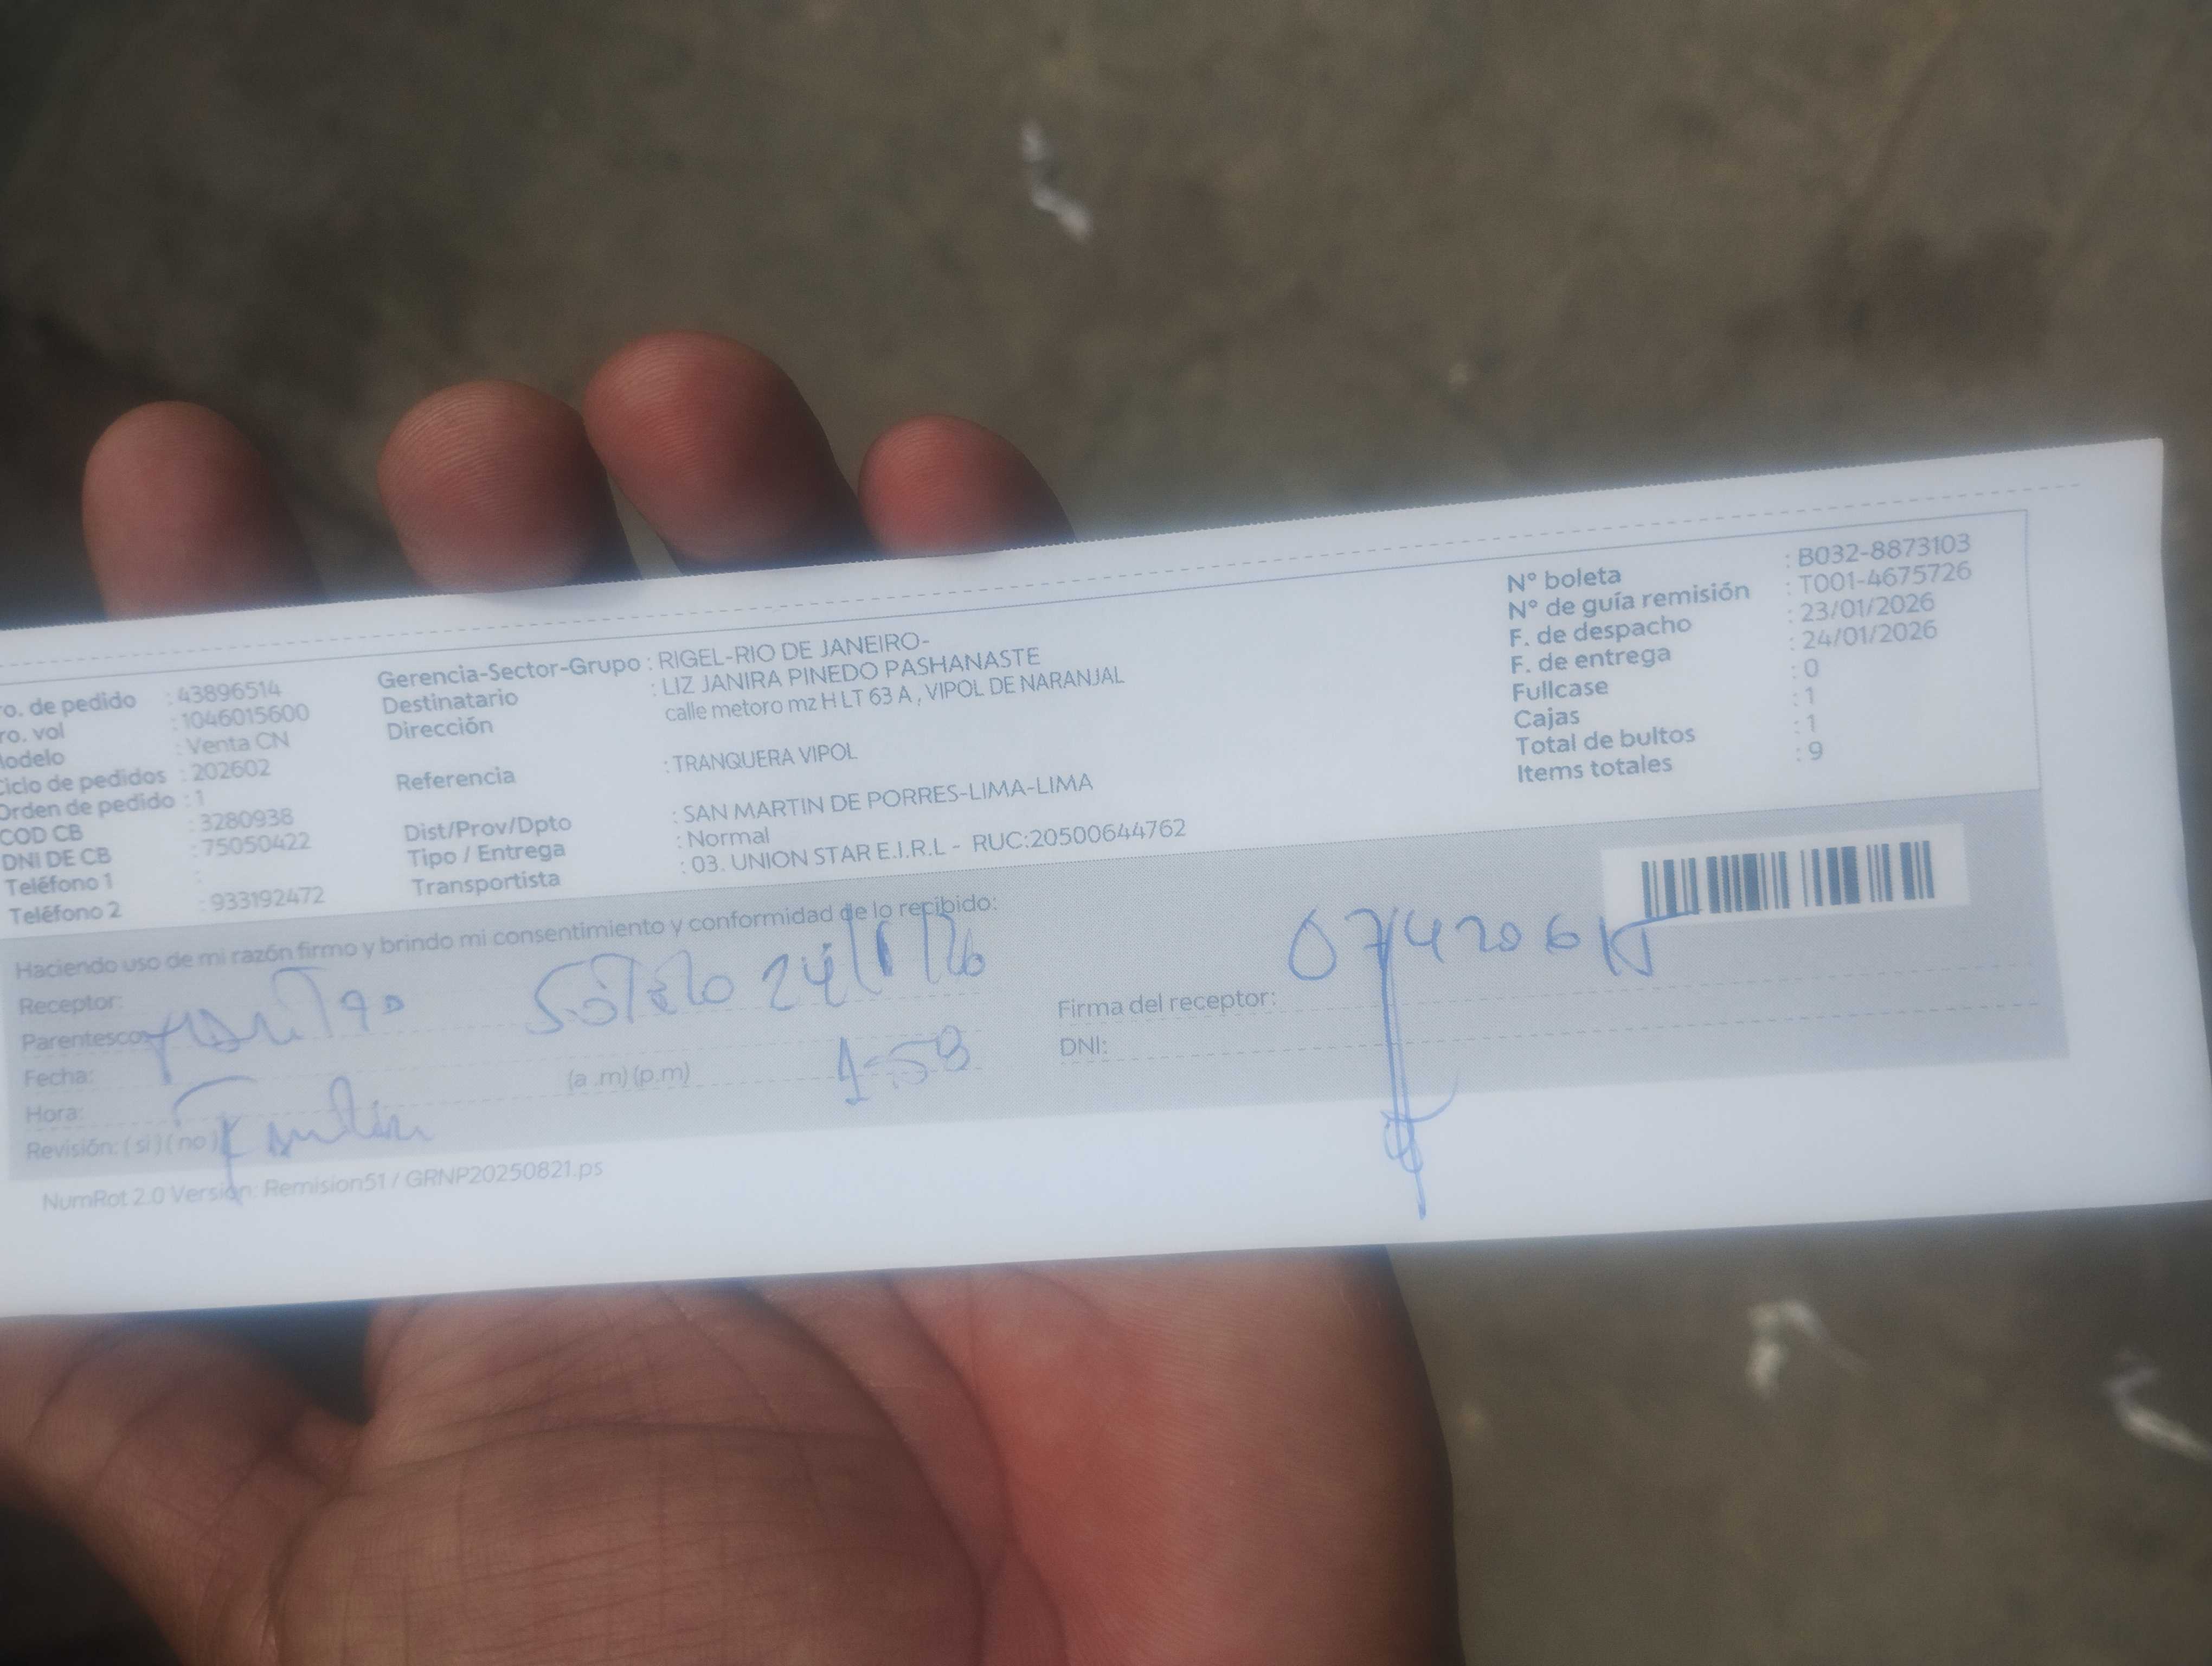 ro. de pedido : 43896514
ro. vol : 1046015600
lodelo : Venta CN
Ciclo de pedidos : 202602
Orden de pedido : 1
COD CB : 3280938
DNI DE CB : 75050422
Teléfono 1 :
Teléfono 2 : 933192472
Gerencia-Sector-Grupo : RIGEL-RIO DE JANEIRO-
Destinatario : LIZ JANIRA PINEDO PASHANASTE
Dirección calle metoro mz H LT 63 A , VIPOL DE NARANJAL
Referencia : TRANQUERA VIPOL
Dist/Prov/Dpto : SAN MARTIN DE PORRES-LIMA-LIMA
Tipo / Entrega : Normal
Transportista : 03. UNION STAR E.I.R.L - RUC:20500644762
N° boleta : B032-8873103
N° de guía remisión : T001-4675726
F. de despacho : 23/01/2026
F. de entrega : 24/01/2026
Fullcase : 0
Cajas : 1
Total de bultos : 1
Items totales : 9
Haciendo uso de mi razón firmo y brindo mi consentimiento y conformidad de lo recibido:
Receptor: Sotelo 24/1/26
Parentesco:
Fecha: (a .m) (p.m)
Hora:
Revisión: ( si ) ( no )
Firma del receptor:
DNI:
NumRot 2.0 Version: Remision51 / GRNP20250821.ps